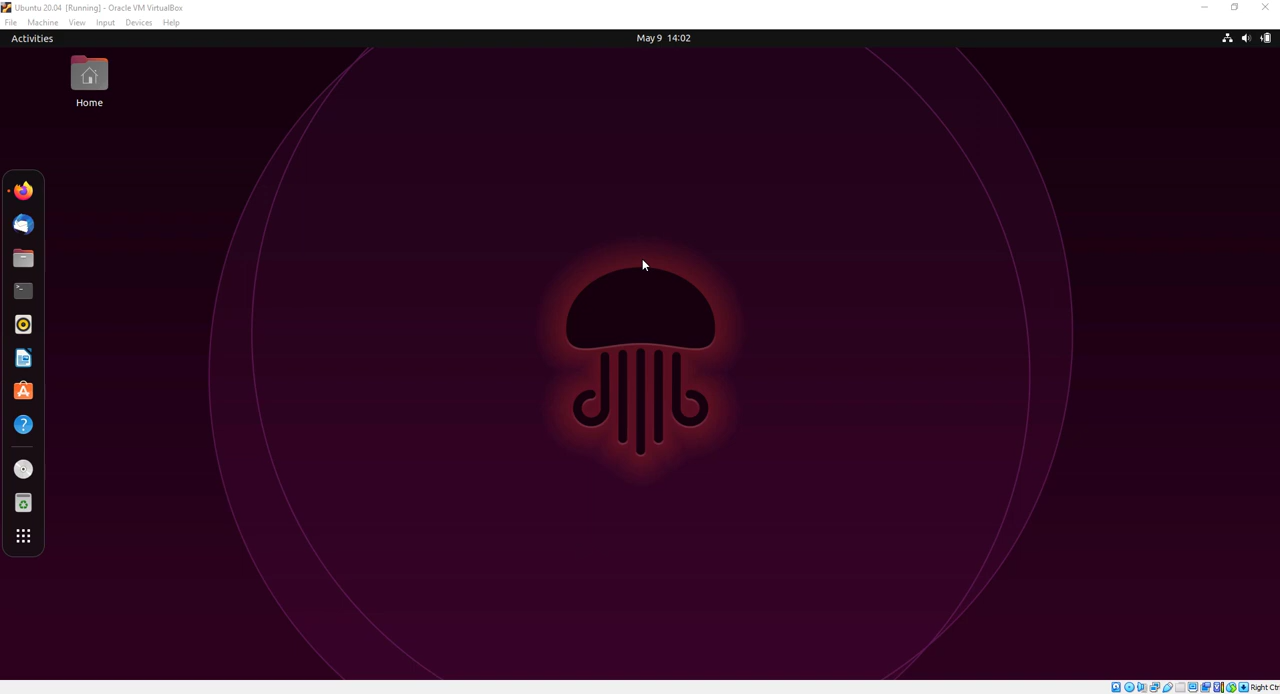 Ubuntu 20.04 [Running] - Oracle VM VirtualBox
File Machine View Input Devices Help
Activities
May 9 14:02
Home
Right Ctr